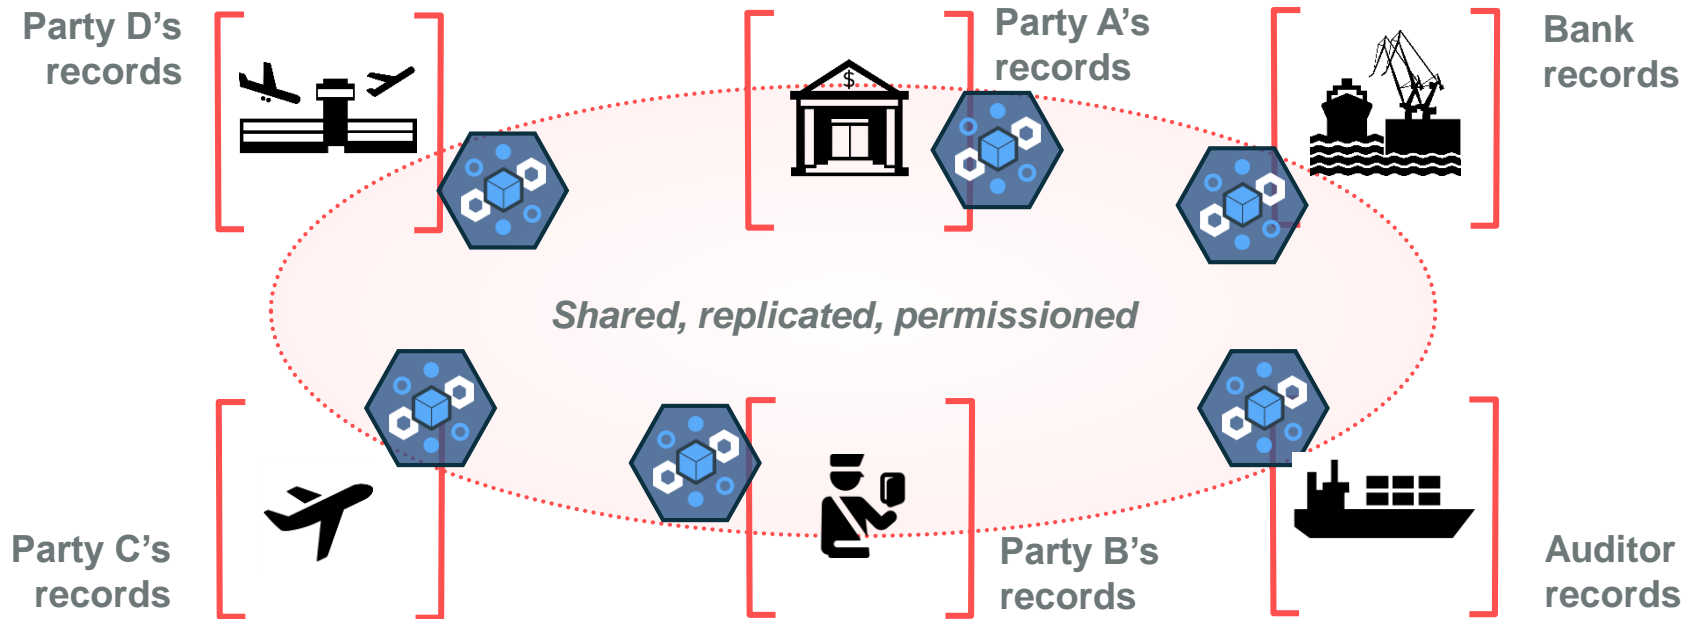 Party D’s
records
$
Party A’s
records
Bank
records
Shared, replicated, permissioned
Party C’s
records
Party B’s
records
Auditor
records